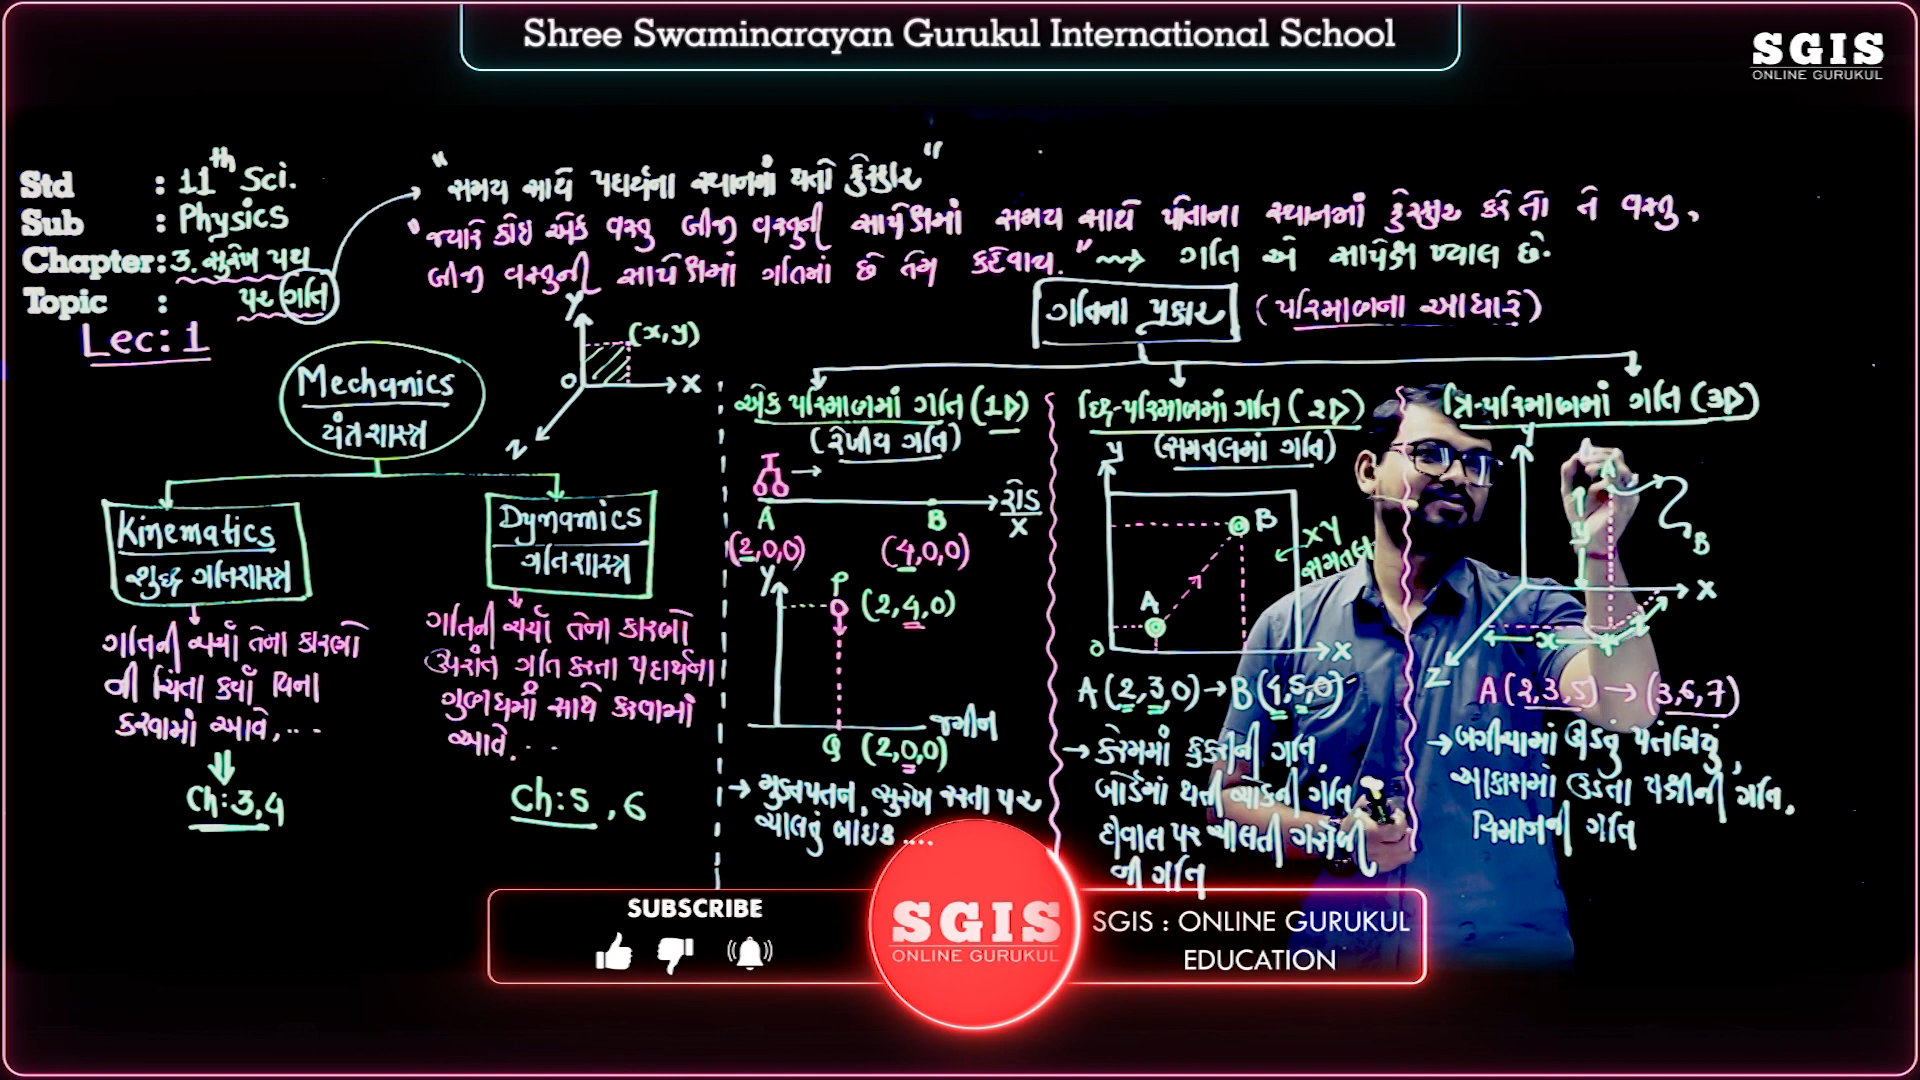 Shree Swaminarayan Gurukul International School
SGIS
ONLINE GURUKUL
Std : 11th Sci.
Sub : Physics
Chapter: 3. સુરેખ પથ
Topic : પર ગતિ
Lec: 1
"સમય સાથે પદાર્થના સ્થાનમાં થતો ફેરફાર"
"જ્યારે કોઇ એક વસ્તુ બીજી વસ્તુની સાપેક્ષમાં સમય સાથે પોતાના સ્થાનમાં ફેરફાર કરે તો તે વસ્તુ,
બીજી વસ્તુની સાપેક્ષમાં ગતિમાં છે તેમ કહેવાય." ⇝ ગતિ એ સાપેક્ષ ખ્યાલ છે.
Y
(x,y)
O
X
Z
Mechanics
યંત્રશાસ્ત્ર
Kinematics
શુદ્ધ ગતિશાસ્ત્ર
ગતિની ચર્ચા તેના કારણો
ની ચિંતા કર્યા વિના
કરવામાં આવે,...
Ch:3,4
Dynamics
ગતિશાસ્ત્ર
ગતિની ચર્ચા તેના કારણો
ઉપરાંત ગતિ કરતા પદાર્થના
ગુણધર્મો સાથે કરવામાં
આવે. . .
Ch:5 ,6
ગતિના પ્રકાર (પરિમાણના આધારે)
એક પરિમાણમાં ગતિ (1D)
(રેખીય ગતિ)
→
A B રોડ
X
(2,0,0) (4,0,0)
Y
P (2,4,0)
જમીન
Q (2,0,0)
→ મુક્તપતન, સુરેખ રસ્તા પર
ચાલતું બાઇક ....
દ્વિ-પરિમાણમાં ગતિ (2D)
(સમતલમાં ગતિ)
Y
B
XY
સમતલ
A
O
X
A (2,3,0) → B (4,5,0)
→ કેરમમાં કુકરીની ગતિ,
બોર્ડમાં થતી ચોકની ગતિ
દીવાલ પર ચાલતી ગરોળી
ની ગતિ
ત્રિ-પરિમાણમાં ગતિ (3D)
Y
A
B
y
X
x
z
Z
A (2,3,5) → (3,6,7)
→ બગીચામાં ઊડતું પતંગિયું,
આકાશમાં ઉડતા પક્ષીની ગતિ,
વિમાનની ગતિ
SUBSCRIBE
SGIS
ONLINE GURUKUL
SGIS : ONLINE GURUKUL
EDUCATION